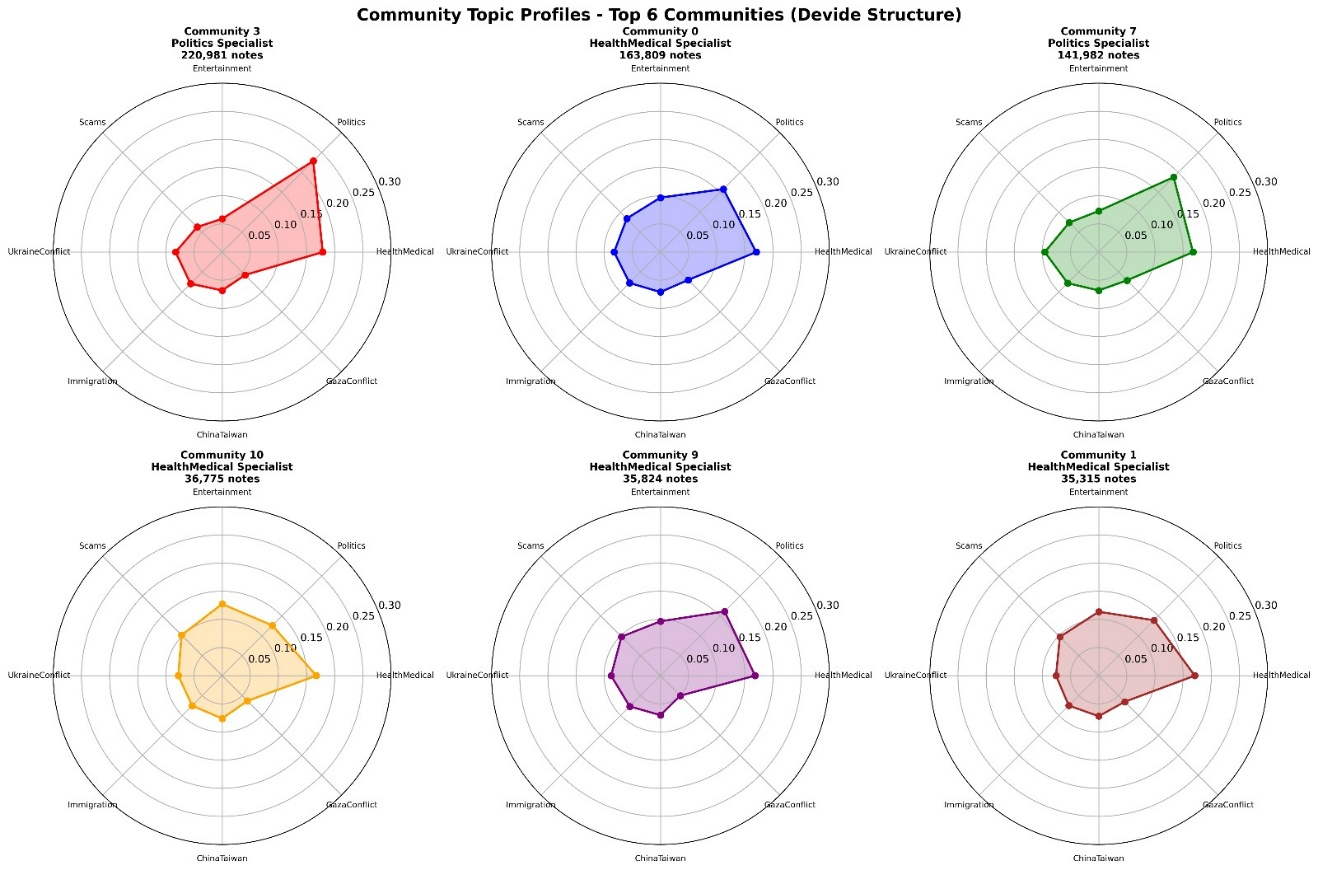 Community Topic Profiles - Top 6 Communities (Devide Structure)
Community 3
Politics Specialist
220,981 notes
Entertainment
Scams
Politics
0.30
0.25
0.20
0.15
0.10
0.05
UkraineConflict
HealthMedical
Immigration
GazaConflict
ChinaTaiwan
Community 0
HealthMedical Specialist
163,809 notes
Entertainment
Scams
Politics
0.30
0.25
0.20
0.15
0.10
0.05
UkraineConflict
HealthMedical
Immigration
GazaConflict
ChinaTaiwan
Community 7
Politics Specialist
141,982 notes
Entertainment
Scams
Politics
0.30
0.25
0.20
0.15
0.10
0.05
UkraineConflict
HealthMedical
Immigration
GazaConflict
ChinaTaiwan
Community 10
HealthMedical Specialist
36,775 notes
Entertainment
Scams
Politics
0.30
0.25
0.20
0.15
0.10
0.05
UkraineConflict
HealthMedical
Immigration
GazaConflict
ChinaTaiwan
Community 9
HealthMedical Specialist
35,824 notes
Entertainment
Scams
Politics
0.30
0.25
0.20
0.15
0.10
0.05
UkraineConflict
HealthMedical
Immigration
GazaConflict
ChinaTaiwan
Community 1
HealthMedical Specialist
35,315 notes
Entertainment
Scams
Politics
0.30
0.25
0.20
0.15
0.10
0.05
UkraineConflict
HealthMedical
Immigration
GazaConflict
ChinaTaiwan